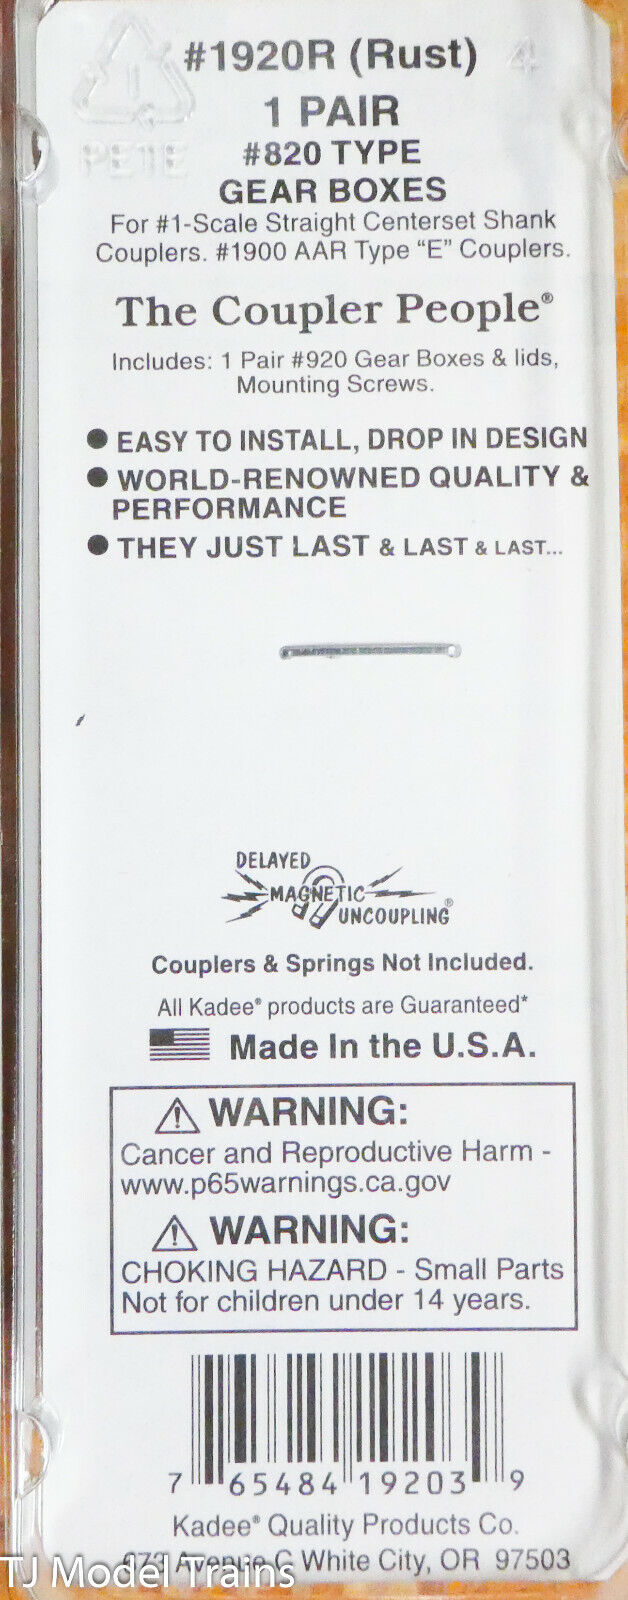 #1920R (Rust) 4
1 PAIR
PETE
#820 TYPE
GEAR BOXES
For #1-Scale Straight Centerset Shank
Couplers. #1900 AAR Type “E” Couplers.
The Coupler People®
Includes: 1 Pair #920 Gear Boxes & lids,
Mounting Screws.
● EASY TO INSTALL, DROP IN DESIGN
● WORLD-RENOWNED QUALITY &
PERFORMANCE
● THEY JUST LAST & LAST & LAST...
DELAYED
MAGNETIC
UNCOUPLING®
Couplers & Springs Not Included.
All Kadee® products are Guaranteed*
Made In the U.S.A.
⚠ WARNING:
Cancer and Reproductive Harm -
www.p65warnings.ca.gov
⚠ WARNING:
CHOKING HAZARD - Small Parts
Not for children under 14 years.
7 65484 19203 9
Kadee® Quality Products Co.
Avenue C White City, OR 97503
TJ Model Trains